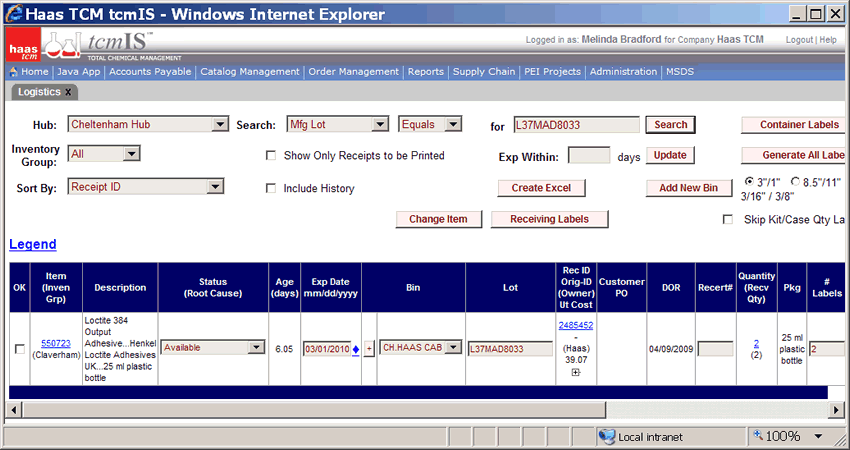 Haas TCM tcmIS - Windows Internet Explorer
haas tcm
tcmIS™
TOTAL CHEMICAL MANAGEMENT
Logged in as: Melinda Bradford for Company Haas TCM
Logout | Help
Home | Java App | Accounts Payable | Catalog Management | Order Management | Reports | Supply Chain | PEI Projects | Administration | MSDS
Logistics x
Hub: Cheltenham Hub Search: Mfg Lot Equals for L37MAD8033 Search Container Labels
Inventory Group: All Show Only Receipts to be Printed Exp Within: days Update Generate All Labe
Sort By: Receipt ID Include History Create Excel Add New Bin 3"/1" 8.5"/11"
3/16" / 3/8"
Change Item Receiving Labels Skip Kit/Case Qty La
Legend
OK
Item
(Inven
Grp)
Description
Status
(Root Cause)
Age
(days)
Exp Date
mm/dd/yyyy
Bin
Lot
Rec ID
Orig-ID
(Owner)
Ut Cost
Customer
PO
DOR
Recert#
Quantity
(Recv
Qty)
Pkg
#
Labels
550723
(Claverham)
Loctite 384
Output
Adhesive...Henkel
Loctite Adhesives
UK...25 ml plastic
bottle
Available
6.05
03/01/2010
+
CH.HAAS CAB
L37MAD8033
2485452
-
(Haas)
39.07
04/09/2009
2
(2)
25 ml
plastic
bottle
2
Local intranet
100%